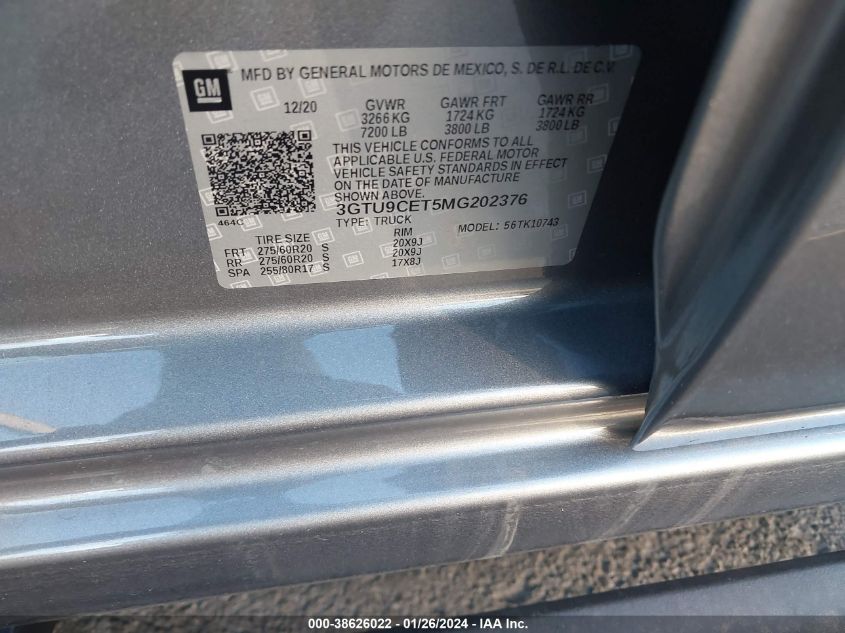 GM
MFD BY GENERAL MOTORS DE MEXICO, S. DE R.L. DE C.V.
12/20 GVWR GAWR FRT GAWR RR
3266 KG 1724 KG 1724 KG
7200 LB 3800 LB 3800 LB
THIS VEHICLE CONFORMS TO ALL
APPLICABLE U.S. FEDERAL MOTOR
VEHICLE SAFETY STANDARDS IN EFFECT
ON THE DATE OF MANUFACTURE
SHOWN ABOVE.
464C 3GTU9CET5MG202376
TYPE: TRUCK MODEL: 56TK10743
TIRE SIZE RIM
FRT 275/60R20 S 20X9J
RR 275/60R20 S 20X9J
SPA 255/80R17 S 17X8J
000-38626022 - 01/26/2024 - IAAI.com